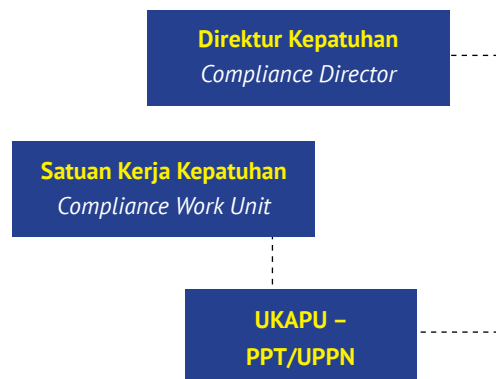 Direktur Kepatuhan
Compliance Director
Satuan Kerja Kepatuhan
Compliance Work Unit
UKAPU –
PPT/UPPN